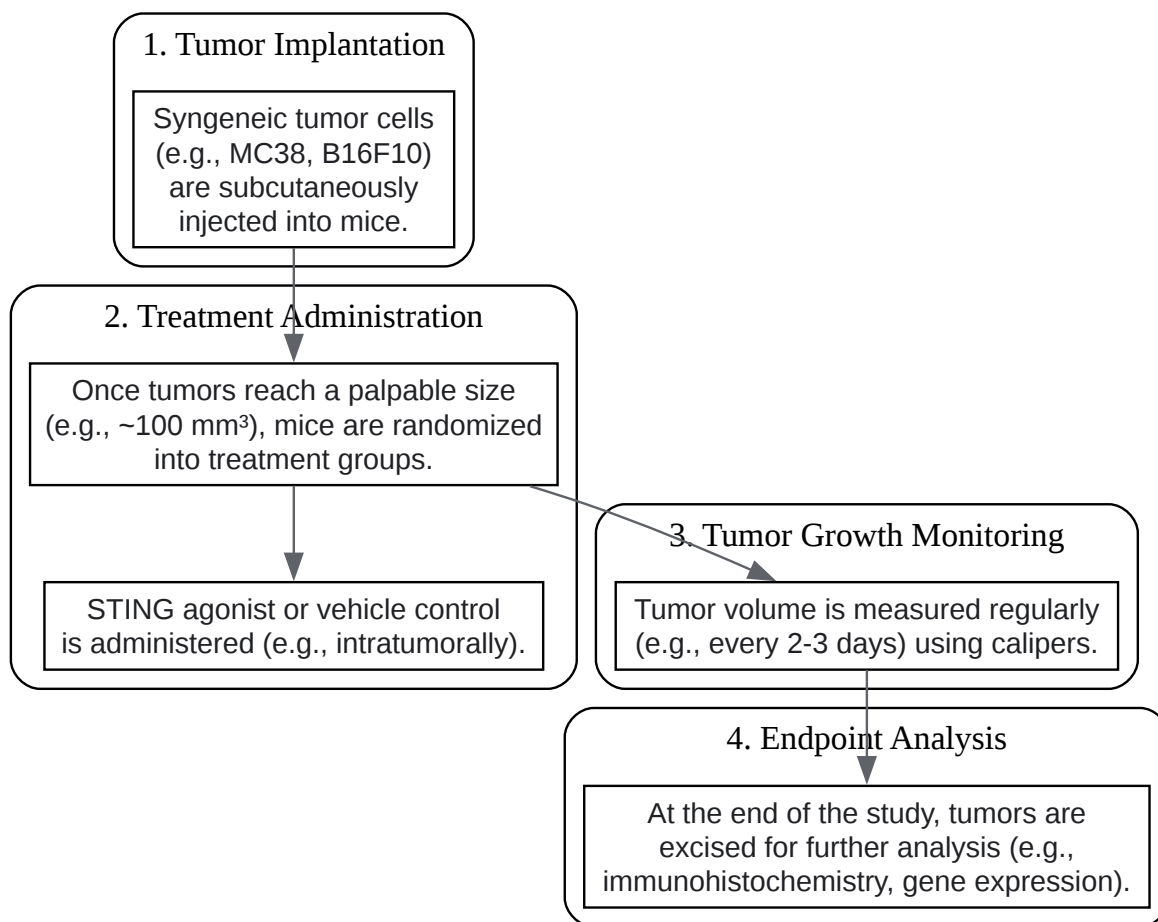 1. Tumor Implantation
Syngeneic tumor cells
(e.g., MC38, B16F10)
are subcutaneously
injected into mice.
2. Treatment Administration
Once tumors reach a palpable size
(e.g., ~100 mm³), mice are randomized
into treatment groups.
STING agonist or vehicle control
is administered (e.g., intratumorally).
3. Tumor Growth Monitoring
Tumor volume is measured regularly
(e.g., every 2-3 days) using calipers.
4. Endpoint Analysis
At the end of the study, tumors are
excised for further analysis (e.g.,
immunohistochemistry, gene expression).